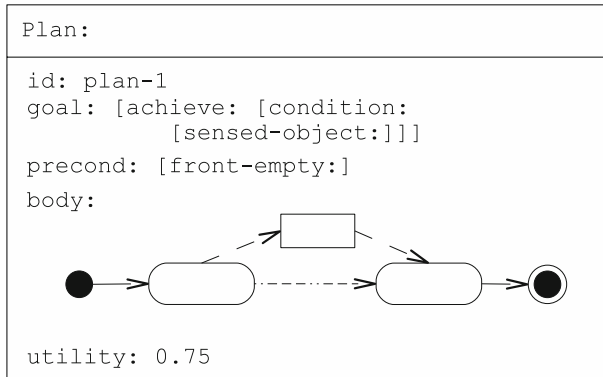 Plan:
id: plan-1
goal: [achieve: [condition:
[sensed-object:]]]
precond: [front-empty:]
body:
utility: 0.75